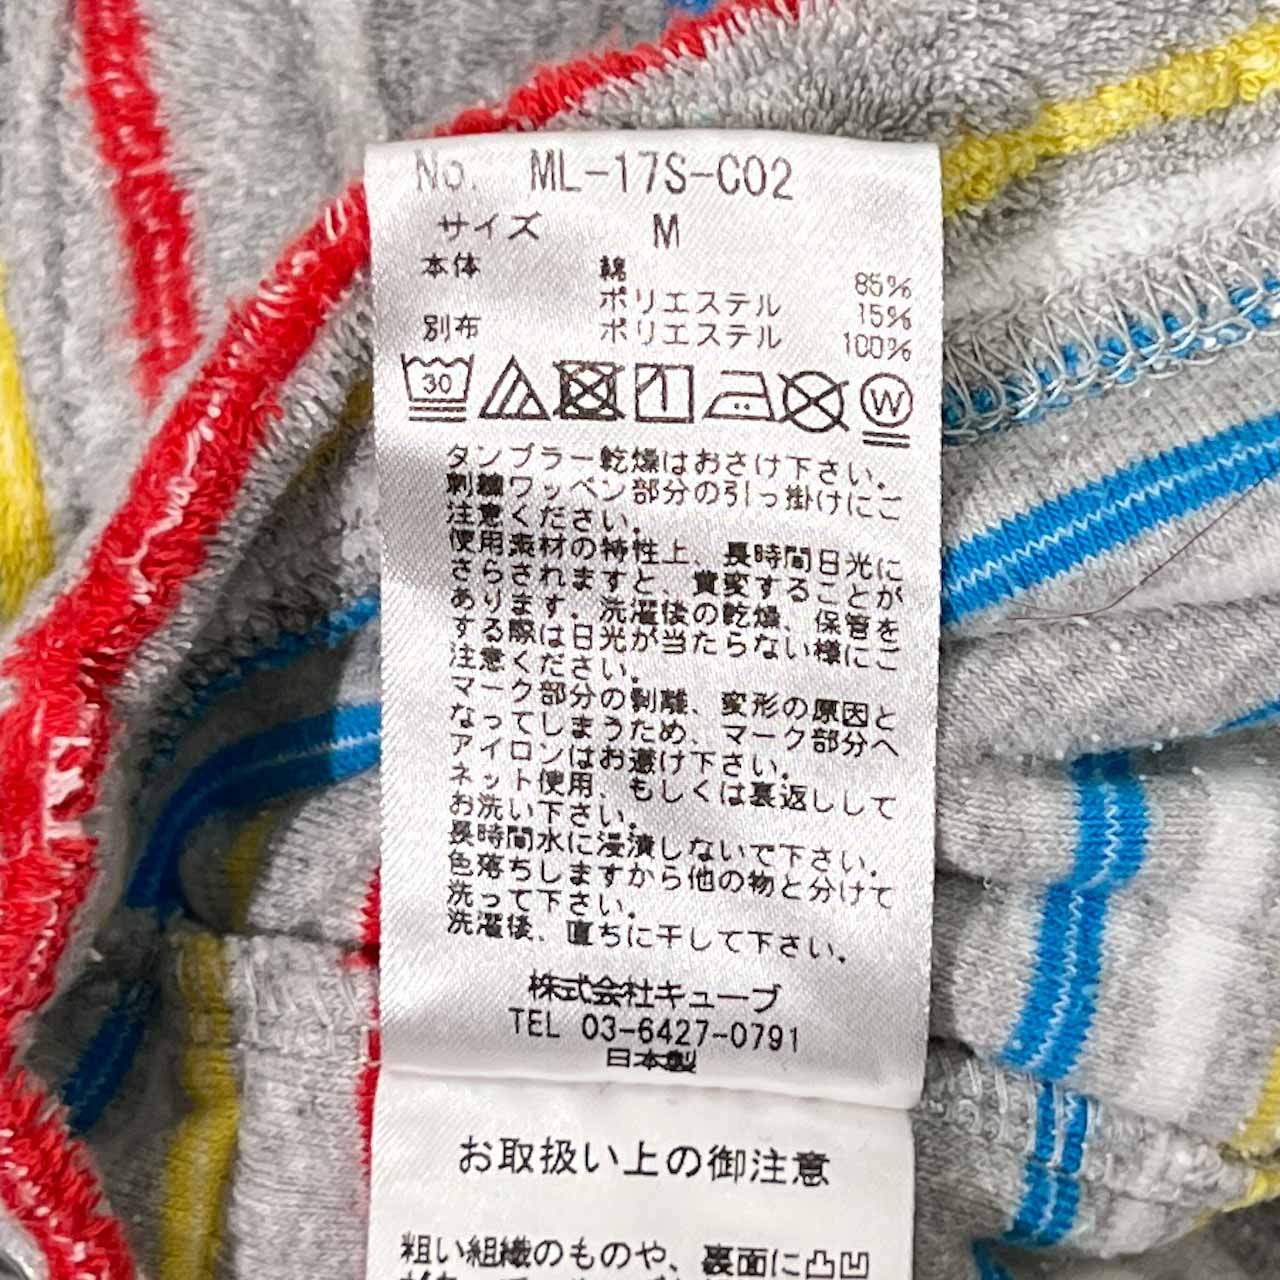 No. ML-17S-C02
サイズ M
本体 綿 85%
ポリエステル 15%
別布 ポリエステル 100%
30
W
タンブラー乾燥はおさけ下さい。
刺繍ワッペン部分の引っ掛けにご
注意ください。
使用素材の特性上、長時間日光に
さらされますと、黄変することが
あります。洗濯後の乾燥、保管を
する際は日光が当たらない様にご
注意ください。
マーク部分の剥離、変形の原因と
なってしまうため、マーク部分へ
アイロンはお避け下さい。
ネット使用、もしくは裏返しして
お洗い下さい。
長時間水に浸漬しないで下さい。
色落ちしますから他の物と分けて
洗って下さい。
洗濯後、直ちに干して下さい。
株式会社キューブ
TEL 03-6427-0791
日本製
お取扱い上の御注意
粗い組織のものや、裏面に凸凹